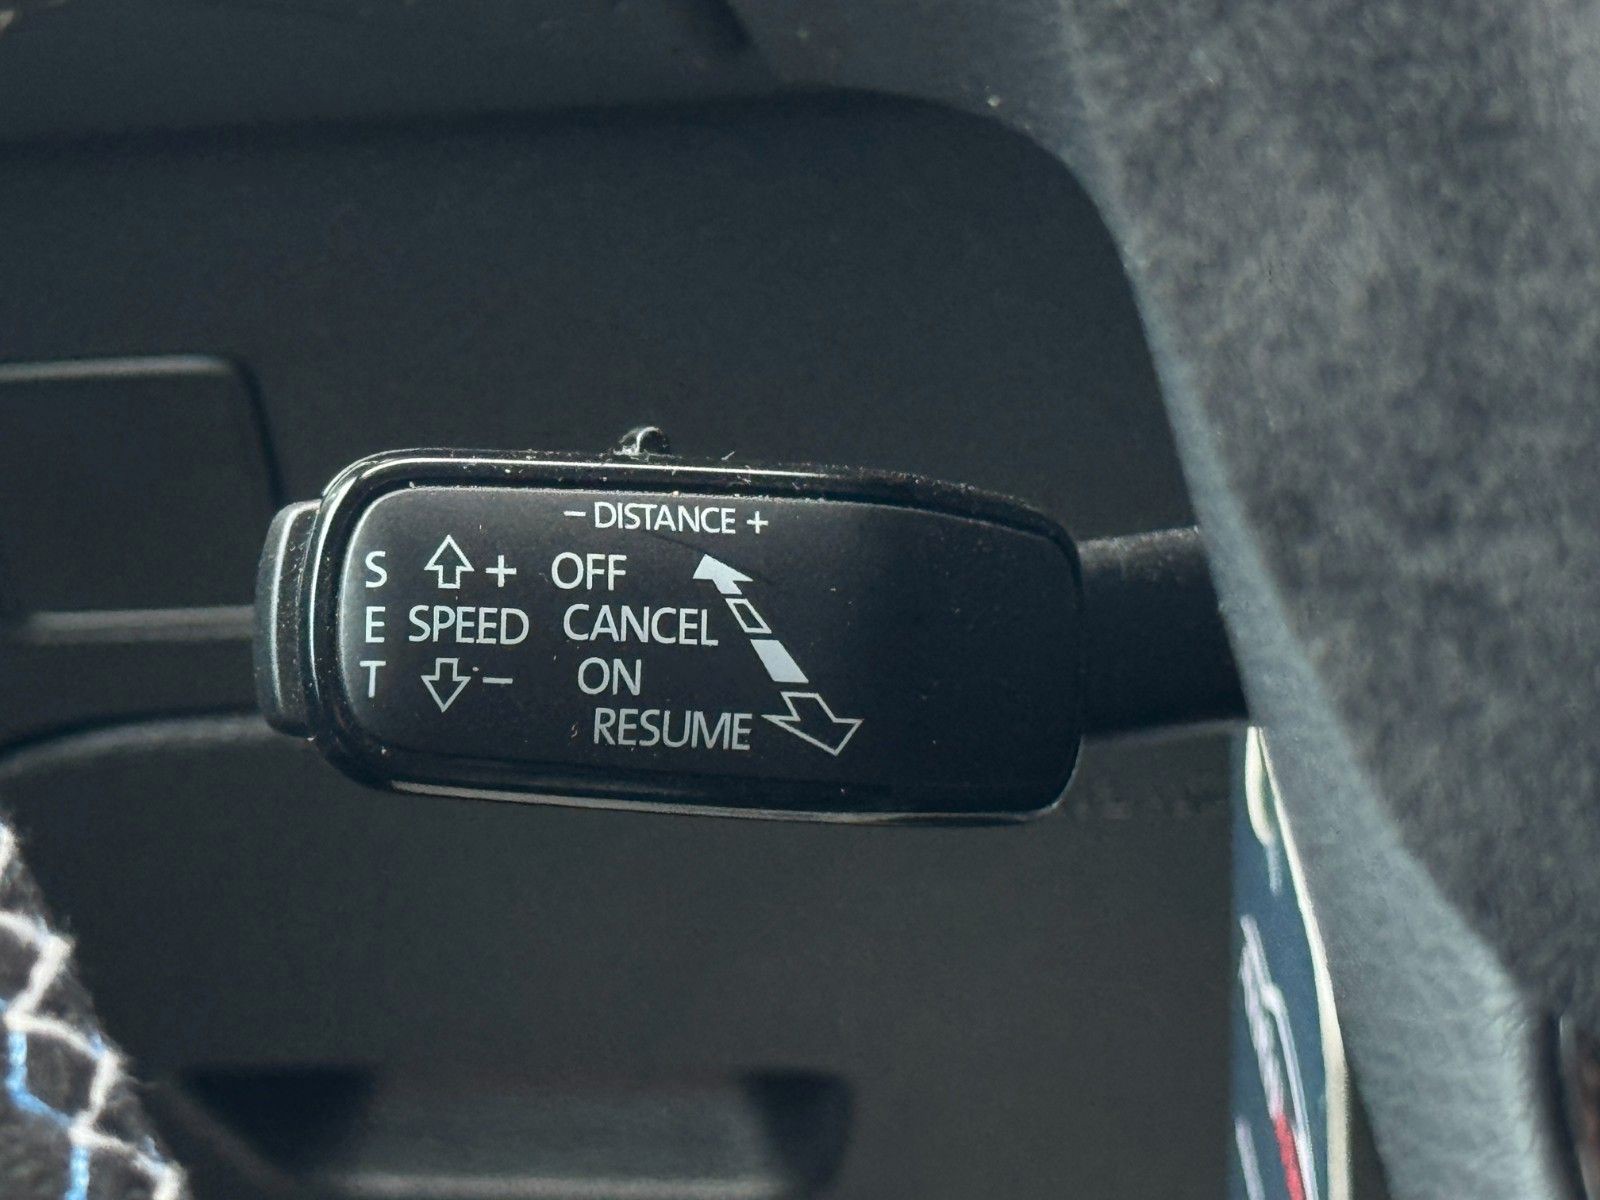 − DISTANCE +
S + OFF
E SPEED CANCEL
T − ON
RESUME